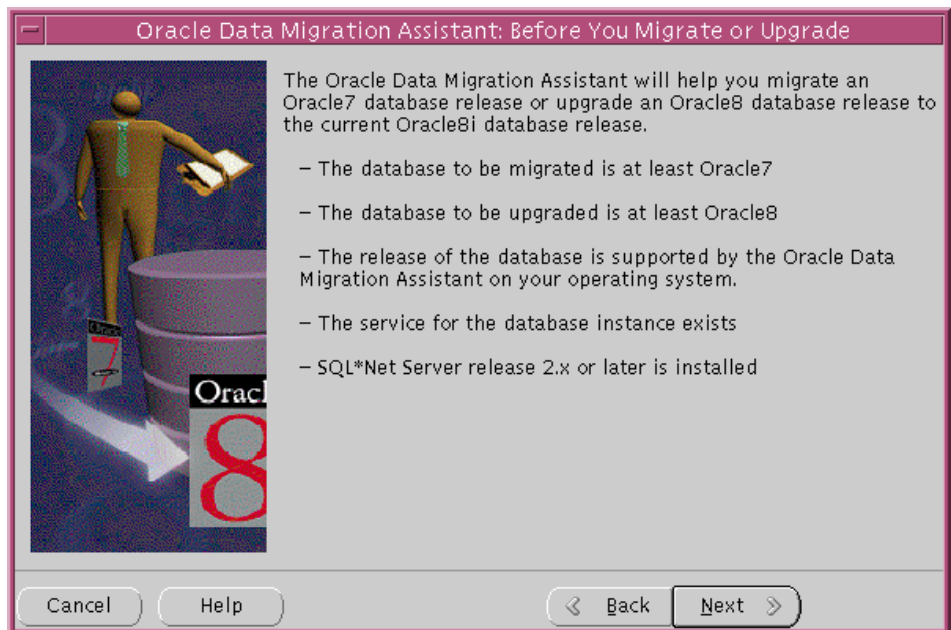 Oracle Data Migration Assistant: Before You Migrate or Upgrade
The Oracle Data Migration Assistant will help you migrate an
Oracle7 database release or upgrade an Oracle8 database release to
the current Oracle8i database release.
– The database to be migrated is at least Oracle7
– The database to be upgraded is at least Oracle8
– The release of the database is supported by the Oracle Data
Migration Assistant on your operating system.
– The service for the database instance exists
– SQL*Net Server release 2.x or later is installed
7
Oracl
8
Cancel
Help
Back
Next